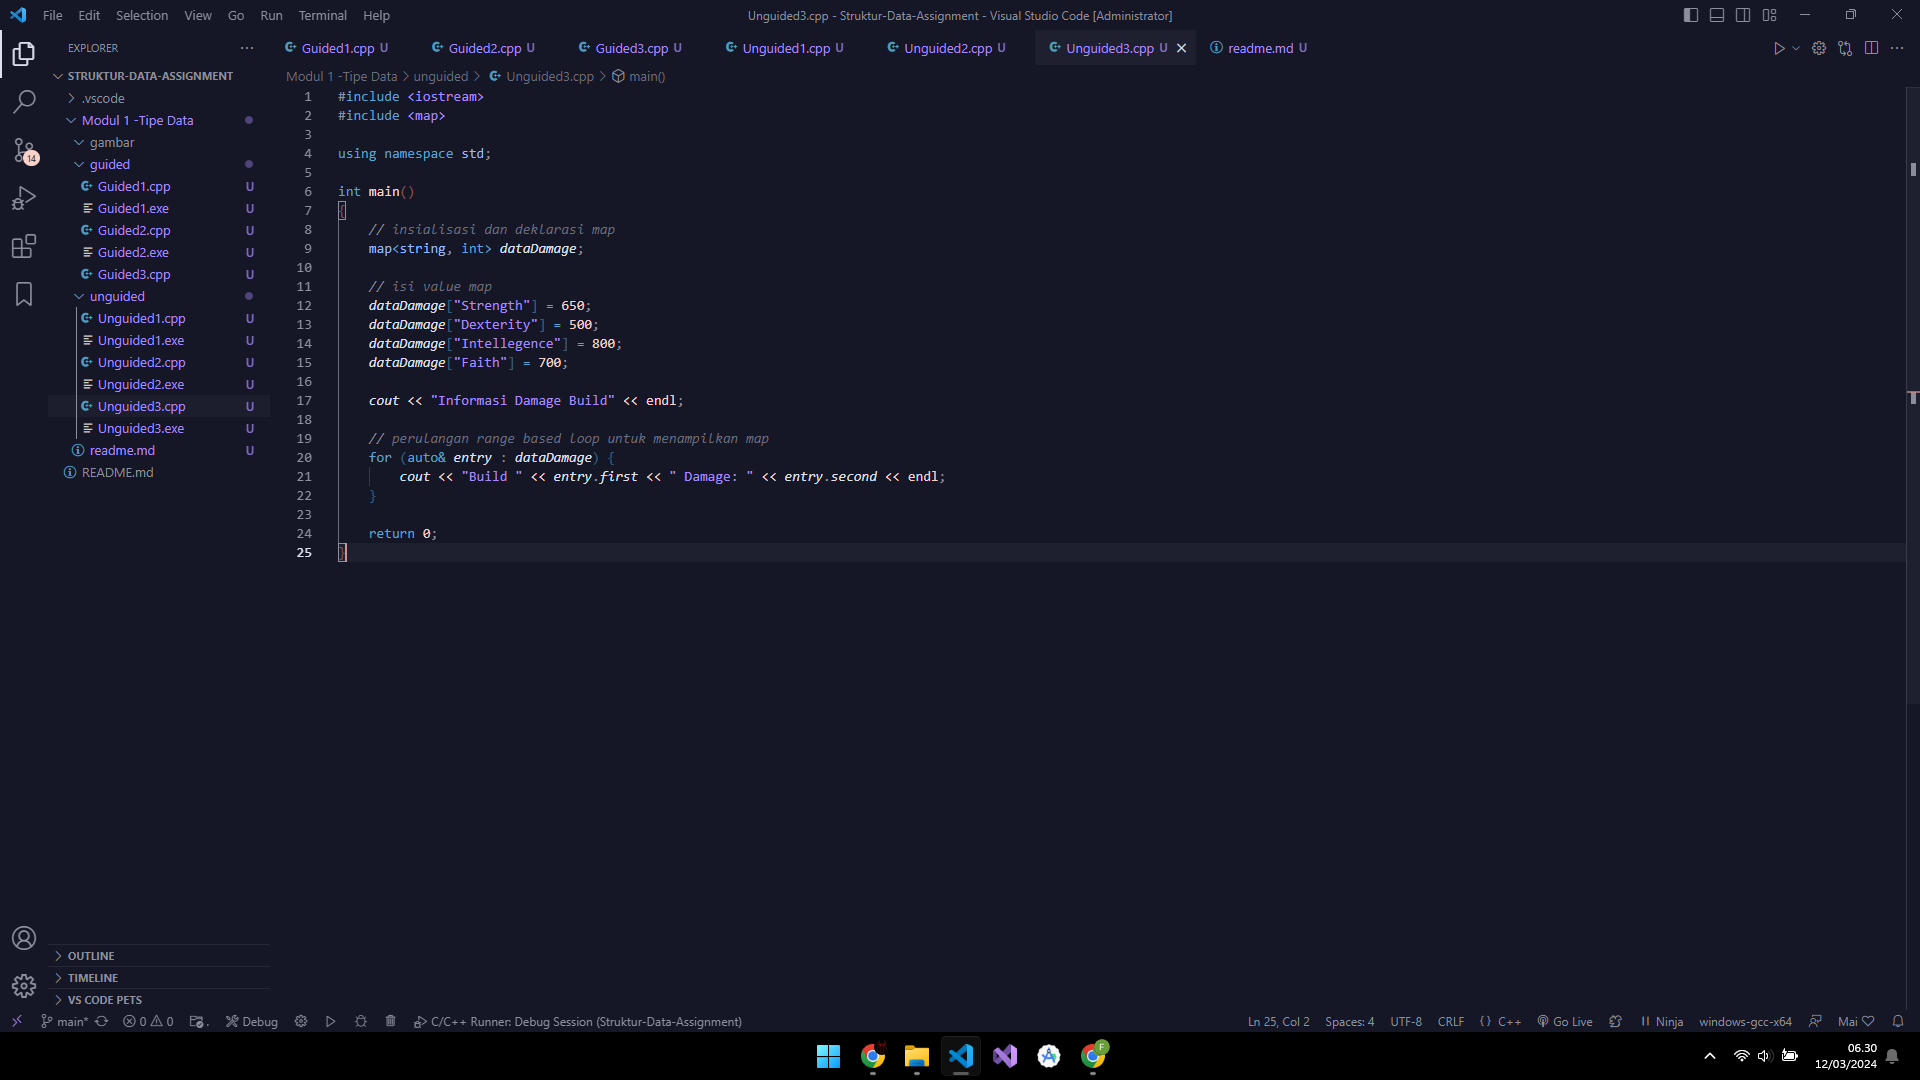 File Edit Selection View Go Run Terminal Help
Unguided3.cpp - Struktur-Data-Assignment - Visual Studio Code [Administrator]
EXPLORER
STRUKTUR-DATA-ASSIGNMENT
.vscode
Modul 1 -Tipe Data
gambar
guided
Guided1.cpp U
Guided1.exe U
Guided2.cpp U
Guided2.exe U
Guided3.cpp U
unguided
Unguided1.cpp U
Unguided1.exe U
Unguided2.cpp U
Unguided2.exe U
Unguided3.cpp U
Unguided3.exe U
readme.md U
README.md
14
OUTLINE
TIMELINE
VS CODE PETS
Guided1.cpp U Guided2.cpp U Guided3.cpp U Unguided1.cpp U Unguided2.cpp U Unguided3.cpp U readme.md U
Modul 1 -Tipe Data > unguided > Unguided3.cpp > main()
1 #include <iostream>
2 #include <map>
3
4 using namespace std;
5
6 int main()
7 {
8 // insialisasi dan deklarasi map
9 map<string, int> dataDamage;
10
11 // isi value map
12 dataDamage["Strength"] = 650;
13 dataDamage["Dexterity"] = 500;
14 dataDamage["Intellegence"] = 800;
15 dataDamage["Faith"] = 700;
16
17 cout << "Informasi Damage Build" << endl;
18
19 // perulangan range based loop untuk menampilkan map
20 for (auto& entry : dataDamage) {
21 cout << "Build " << entry.first << " Damage: " << entry.second << endl;
22 }
23
24 return 0;
25 }
main* 0 0 Debug C/C++ Runner: Debug Session (Struktur-Data-Assignment) Ln 25, Col 2 Spaces: 4 UTF-8 CRLF {} C++ Go Live Ninja windows-gcc-x64 Mai
F
06.30
12/03/2024